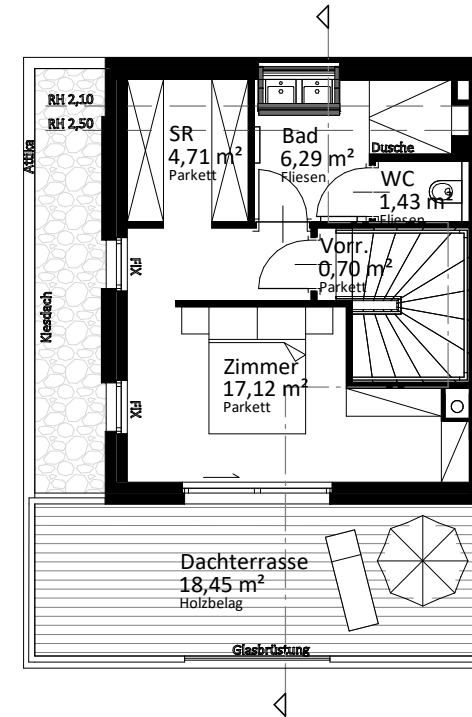 RH 2,10
RH 2,50
Attika
Kiesdach
SR
4,71 m²
Parkett
Bad
6,29 m²
Fliesen
Dusche
WC
1,43 m²
Fliesen
Vorr.
0,70 m²
Parkett
FIX
Zimmer
17,12 m²
Parkett
FIX
Dachterrasse
18,45 m²
Holzbelag
Glasbrüstung